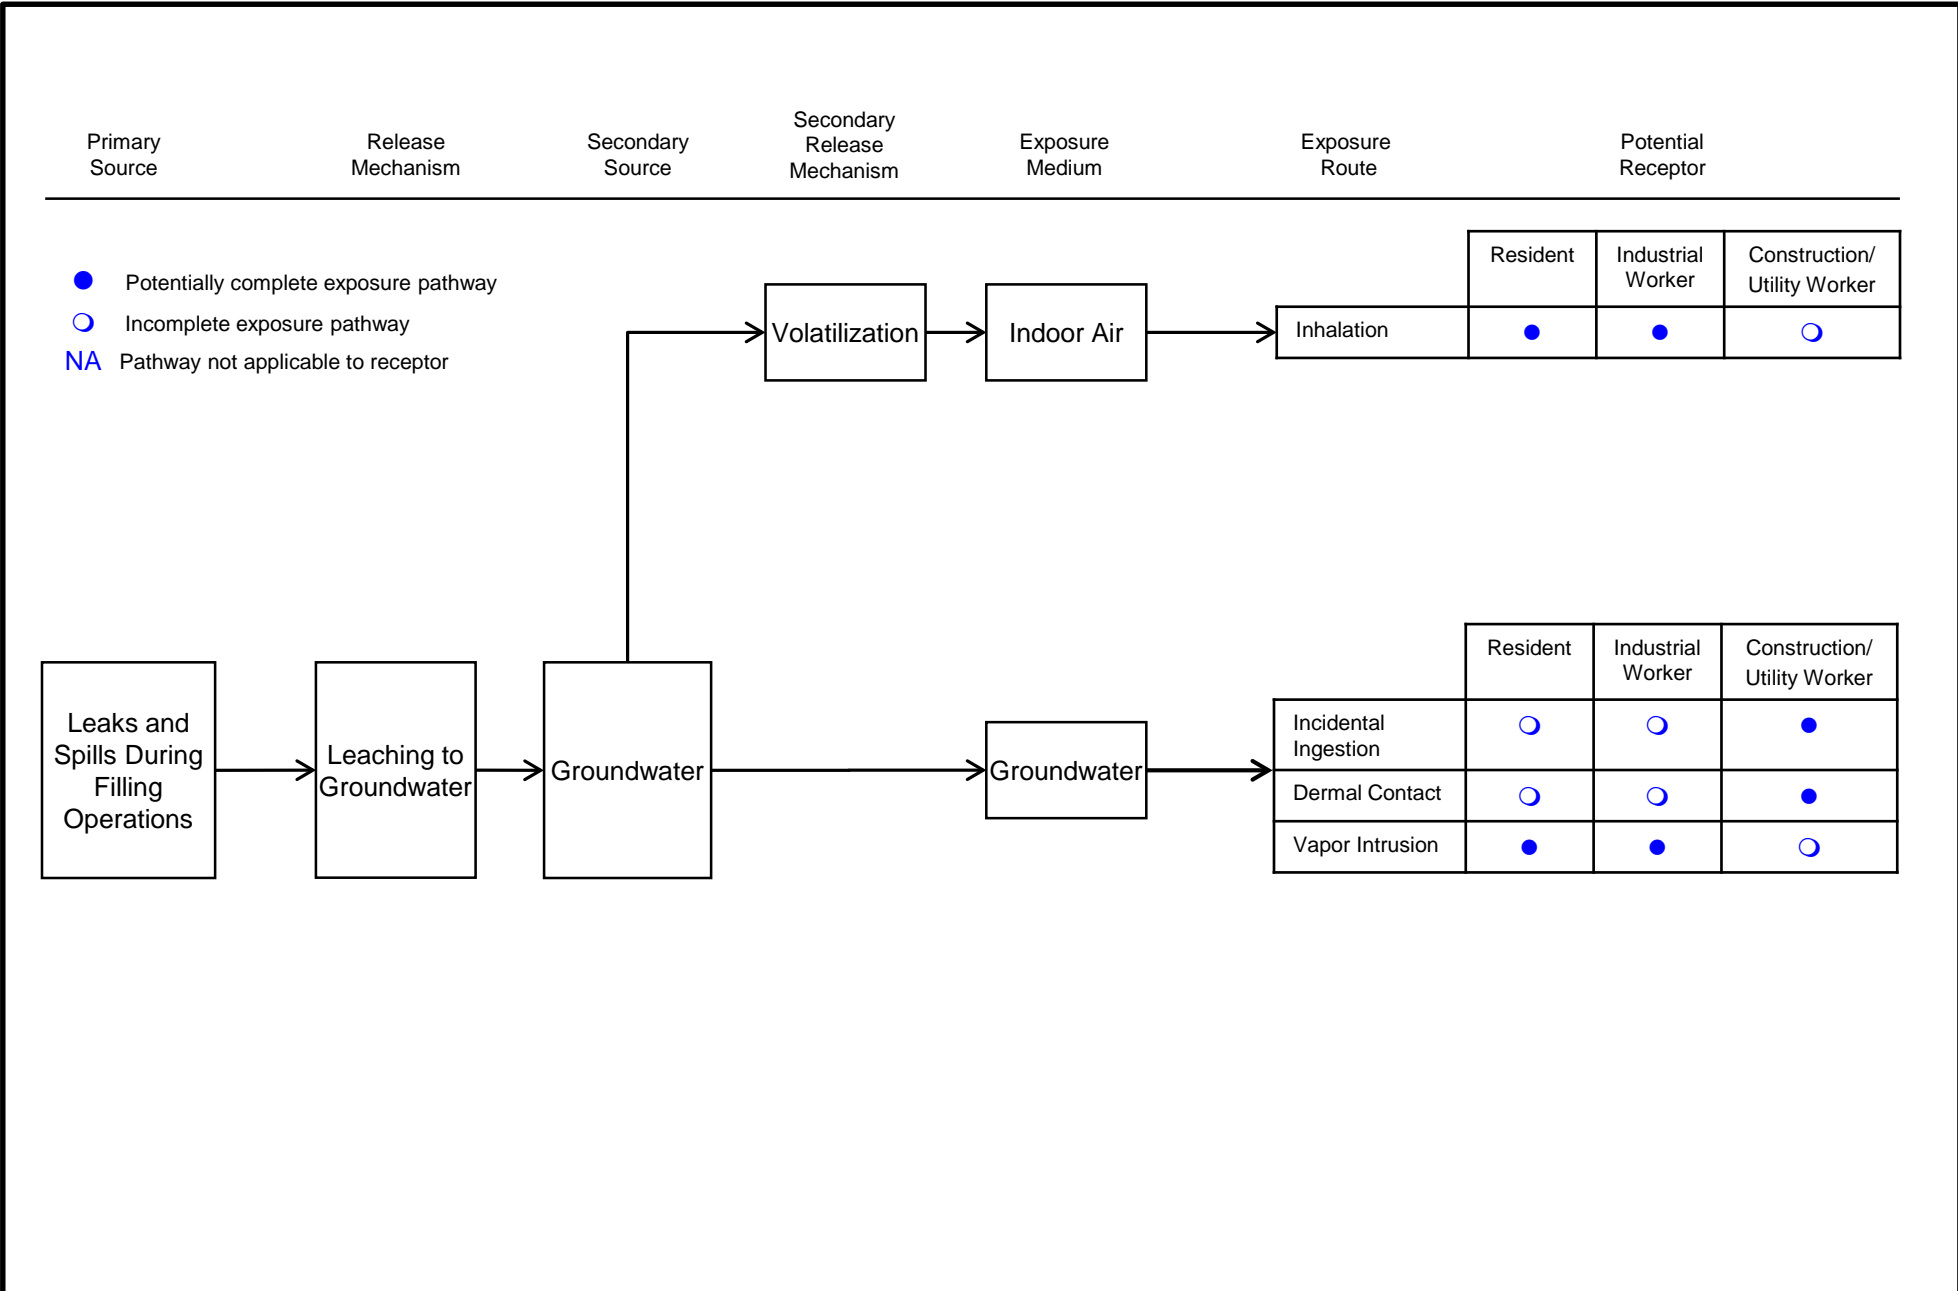 Primary
Source
Release
Mechanism
Secondary
Source
Secondary
Release
Mechanism
Exposure
Medium
Exposure
Route
Potential
Receptor
Potentially complete exposure pathway
Incomplete exposure pathway
NA Pathway not applicable to receptor
Volatilization
Indoor Air
Resident
Industrial
Worker
Construction/
Utility Worker
Inhalation
Leaks and
Spills During
Filling
Operations
Leaching to
Groundwater
Groundwater
Groundwater
Resident
Industrial
Worker
Construction/
Utility Worker
Incidental
Ingestion
Dermal Contact
Vapor Intrusion